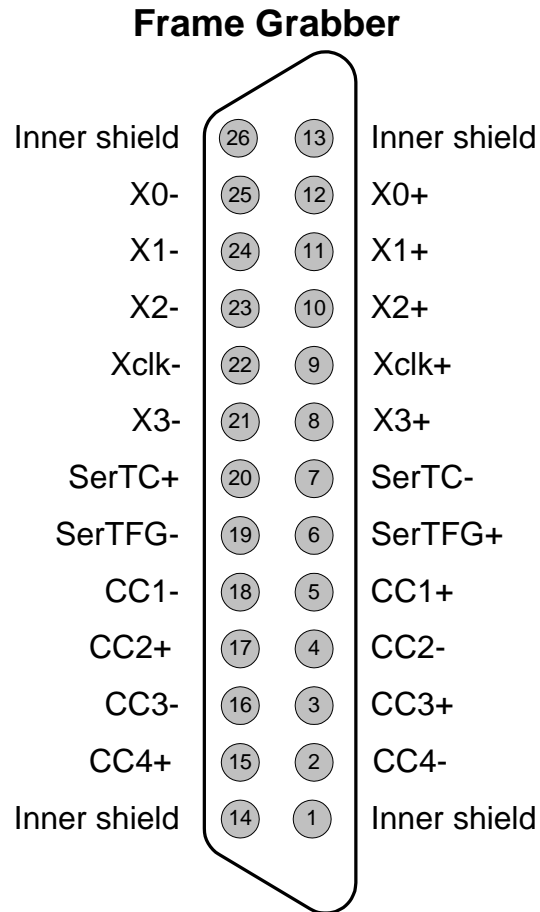 Frame Grabber
Inner shield 26 13 Inner shield
X0- 25 12 X0+
X1- 24 11 X1+
X2- 23 10 X2+
Xclk- 22 9 Xclk+
X3- 21 8 X3+
SerTC+ 20 7 SerTC-
SerTFG- 19 6 SerTFG+
CC1- 18 5 CC1+
CC2+ 17 4 CC2-
CC3- 16 3 CC3+
CC4+ 15 2 CC4-
Inner shield 14 1 Inner shield